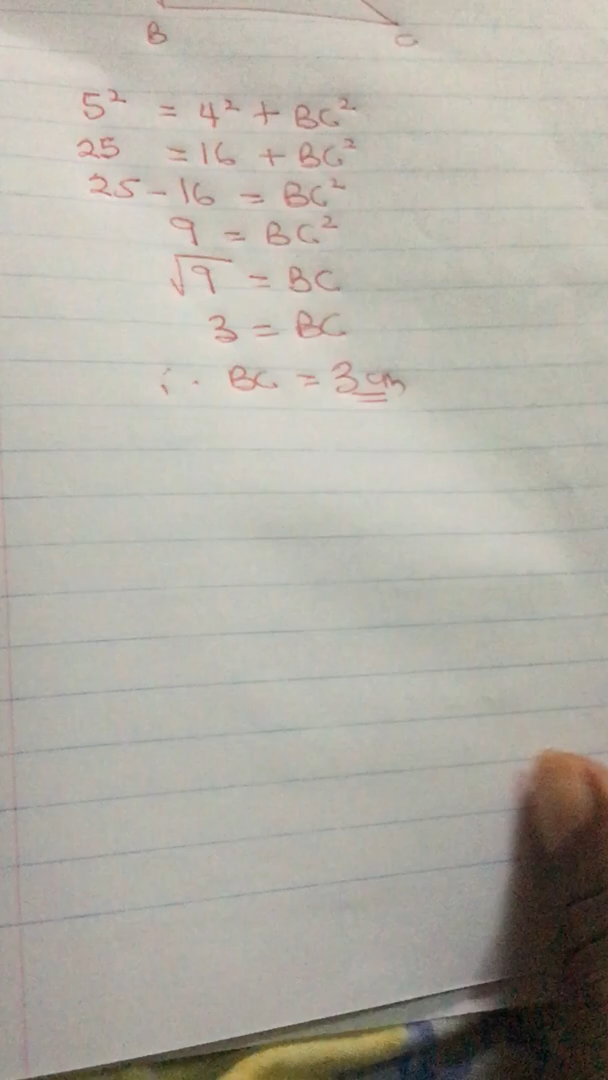 B C
5² = 4² + BC²
25 = 16 + BC²
25 - 16 = BC²
9 = BC²
√9 = BC
3 = BC
∴ BC = 3cm